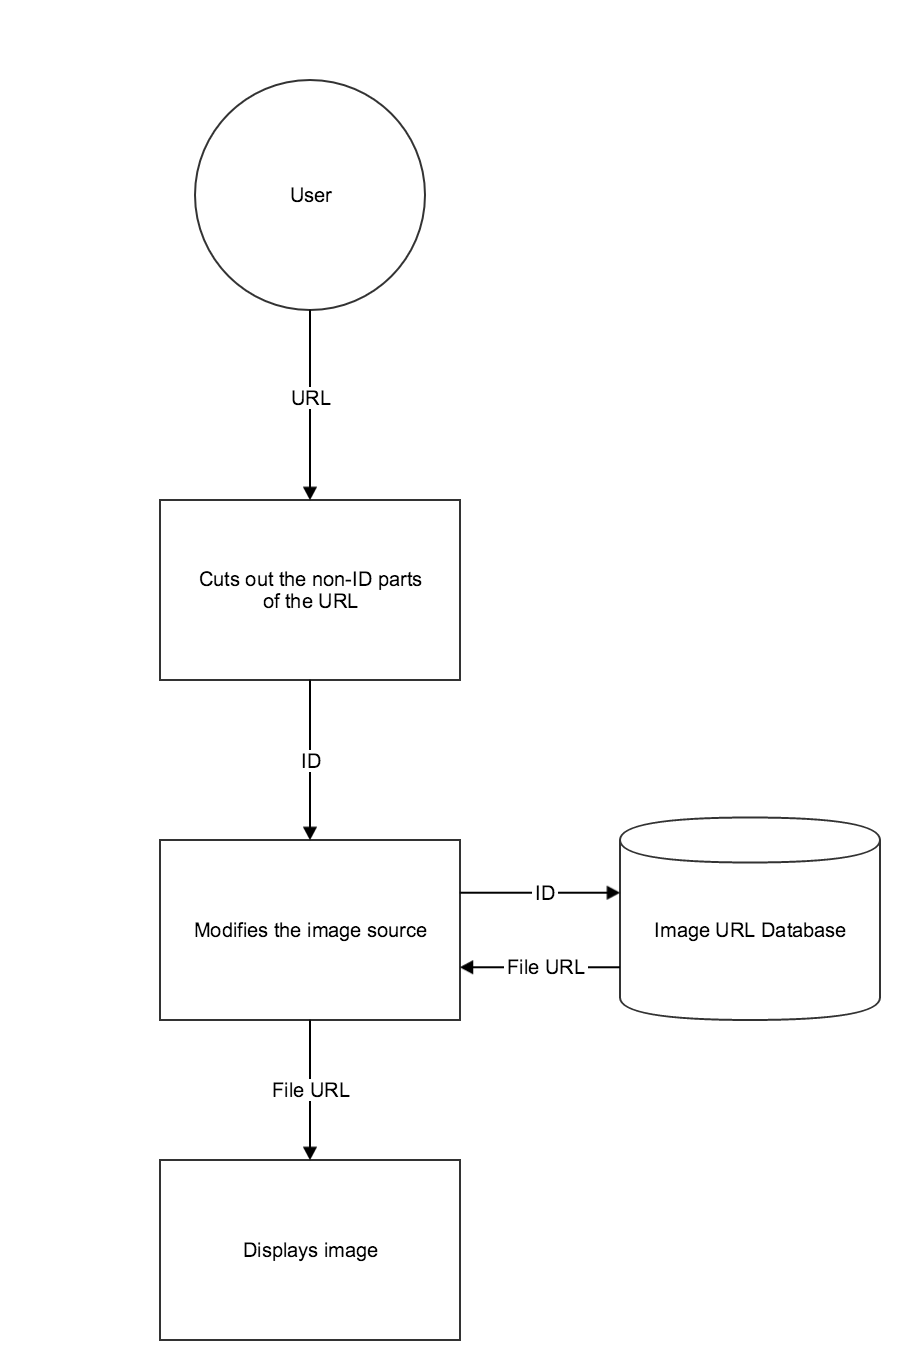 User
URL
Cuts out the non-ID parts
of the URL
ID
Modifies the image source
ID
File URL
Image URL Database
File URL
Displays image